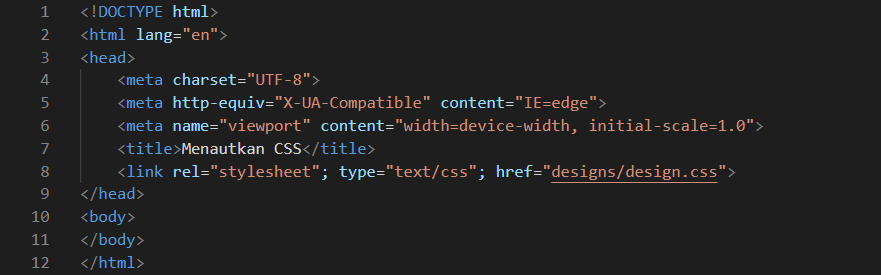 1 <!DOCTYPE html>
2 <html lang="en">
3 <head>
4     <meta charset="UTF-8">
5     <meta http-equiv="X-UA-Compatible" content="IE=edge">
6     <meta name="viewport" content="width=device-width, initial-scale=1.0">
7     <title>Menautkan CSS</title>
8     <link rel="stylesheet"; type="text/css"; href="designs/design.css">
9 </head>
10 <body>
11 </body>
12 </html>